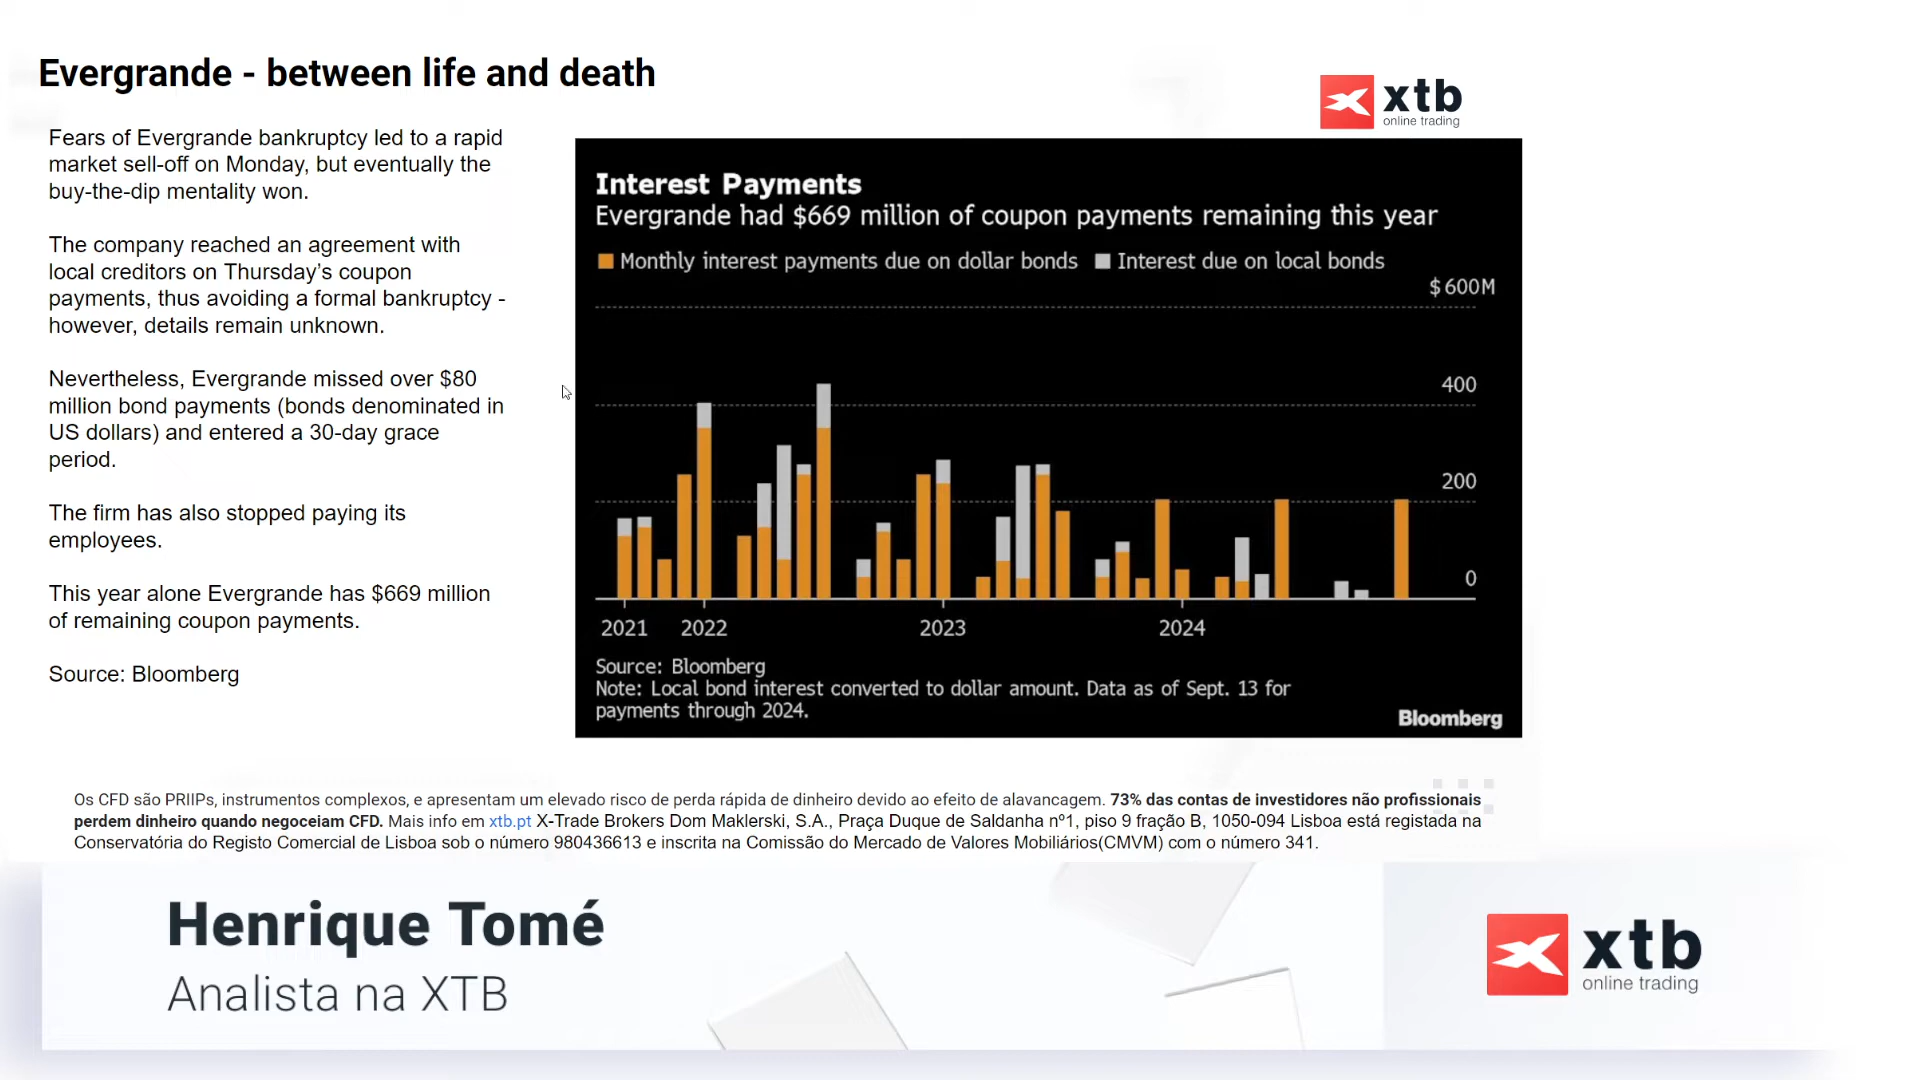 Evergrande - between life and death
xtb
online trading
Fears of Evergrande bankruptcy led to a rapid
market sell-off on Monday, but eventually the
buy-the-dip mentality won.
The company reached an agreement with
local creditors on Thursday’s coupon
payments, thus avoiding a formal bankruptcy -
however, details remain unknown.
Nevertheless, Evergrande missed over $80
million bond payments (bonds denominated in
US dollars) and entered a 30-day grace
period.
The firm has also stopped paying its
employees.
This year alone Evergrande has $669 million
of remaining coupon payments.
Source: Bloomberg
Interest Payments
Evergrande had $669 million of coupon payments remaining this year
Monthly interest payments due on dollar bonds Interest due on local bonds
$600M
400
200
0
2021 2022 2023 2024
Source: Bloomberg
Note: Local bond interest converted to dollar amount. Data as of Sept. 13 for
payments through 2024.
Bloomberg
Os CFD são PRIIPs, instrumentos complexos, e apresentam um elevado risco de perda rápida de dinheiro devido ao efeito de alavancagem. 73% das contas de investidores não profissionais
perdem dinheiro quando negoceiam CFD. Mais info em xtb.pt X-Trade Brokers Dom Maklerski, S.A., Praça Duque de Saldanha nº1, piso 9 fração B, 1050-094 Lisboa está registada na
Conservatória do Registo Comercial de Lisboa sob o número 980436613 e inscrita na Comissão do Mercado de Valores Mobiliários(CMVM) com o número 341.
Henrique Tomé
Analista na XTB
xtb
online trading